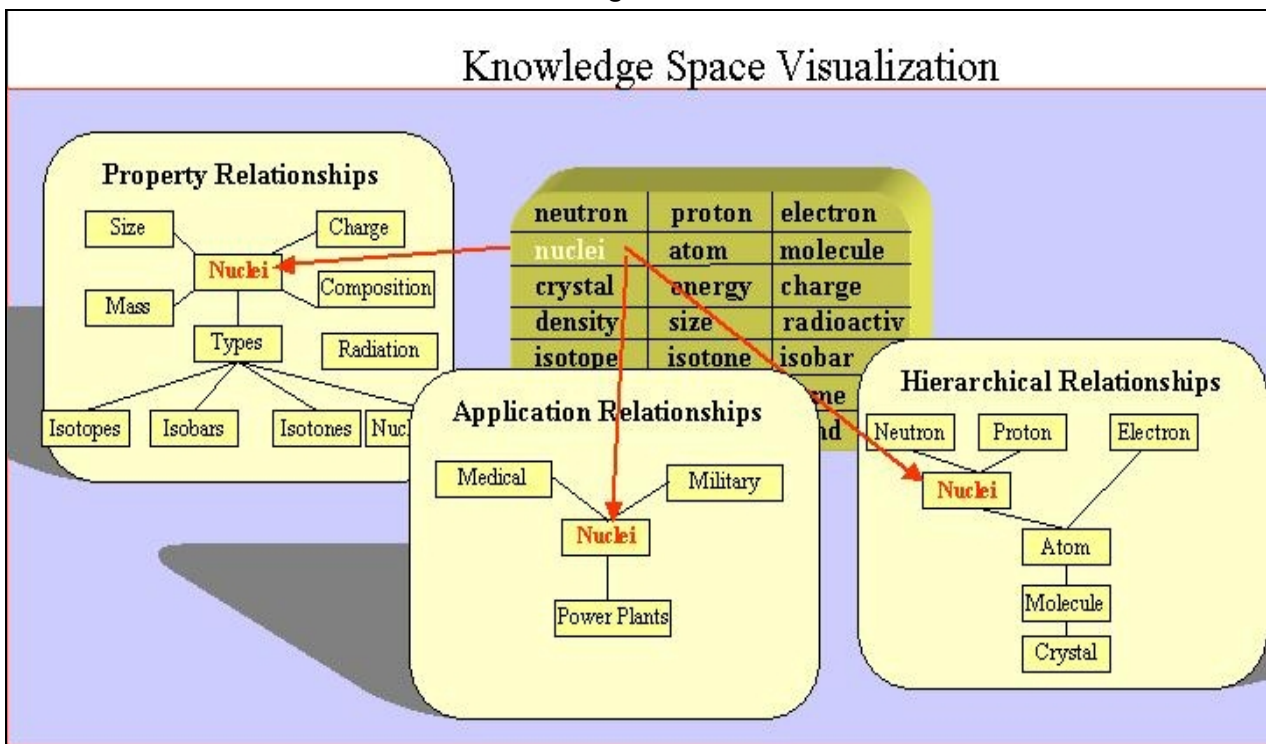 Knowledge Space Visualization
Property Relationships
Size
Charge
Nuclei
Composition
Mass
Types
Radiation
Isotopes
Isobars
Isotones
neutron proton electron
nuclei atom molecule
crystal energy charge
density size radioactiv
isotope isotone isobar
Application Relationships
Medical
Military
Nuclei
Power Plants
Hierarchical Relationships
Neutron
Proton
Electron
Nuclei
Atom
Molecule
Crystal